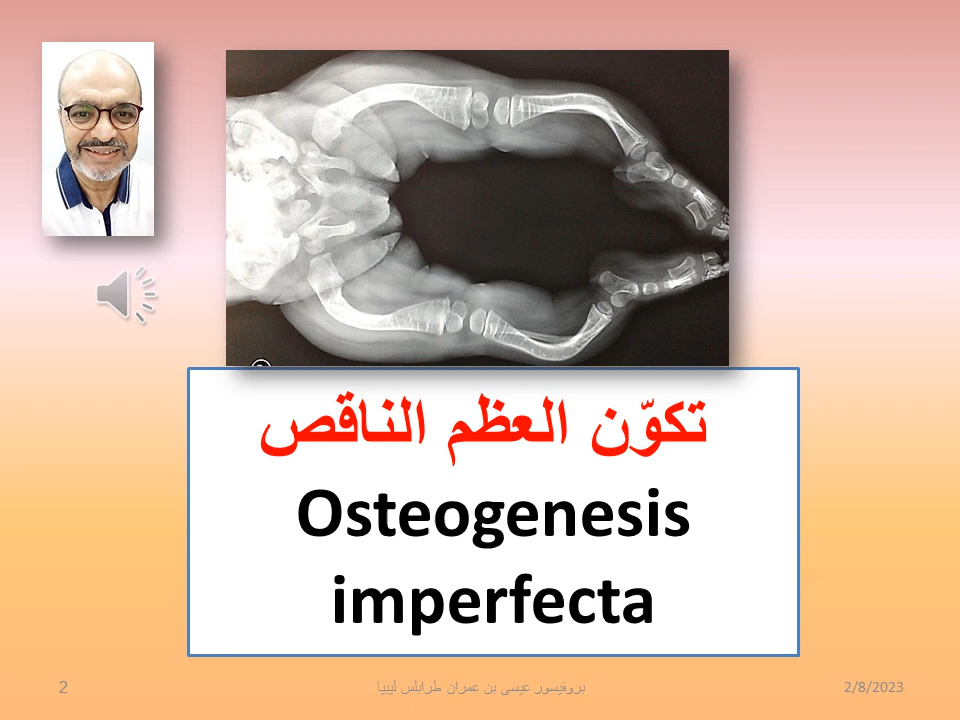 تكوّن العظم الناقص
Osteogenesis
imperfecta
2
بروفيسور عيسى بن عمران طرابلس ليبيا
2/8/2023